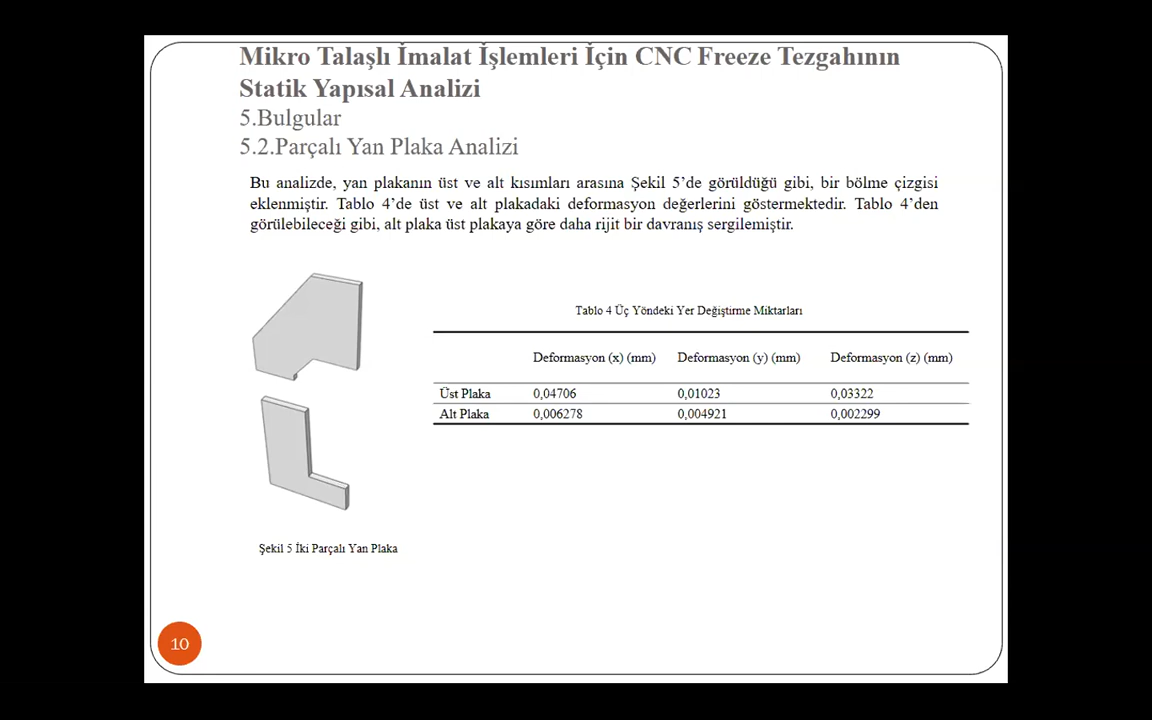 Mikro Talaşlı İmalat İşlemleri İçin CNC Freeze Tezgahının
Statik Yapısal Analizi
5.Bulgular
5.2.Parçalı Yan Plaka Analizi
Bu analizde, yan plakanın üst ve alt kısımları arasına Şekil 5’de görüldüğü gibi, bir bölme çizgisi
eklenmiştir. Tablo 4’de üst ve alt plakadaki deformasyon değerlerini göstermektedir. Tablo 4’den
görülebileceği gibi, alt plaka üst plakaya göre daha rijit bir davranış sergilemiştir.
Tablo 4 Üç Yöndeki Yer Değiştirme Miktarları
Deformasyon (x) (mm) Deformasyon (y) (mm) Deformasyon (z) (mm)
Üst Plaka 0,04706 0,01023 0,03322
Alt Plaka 0,006278 0,004921 0,002299
Şekil 5 İki Parçalı Yan Plaka
10